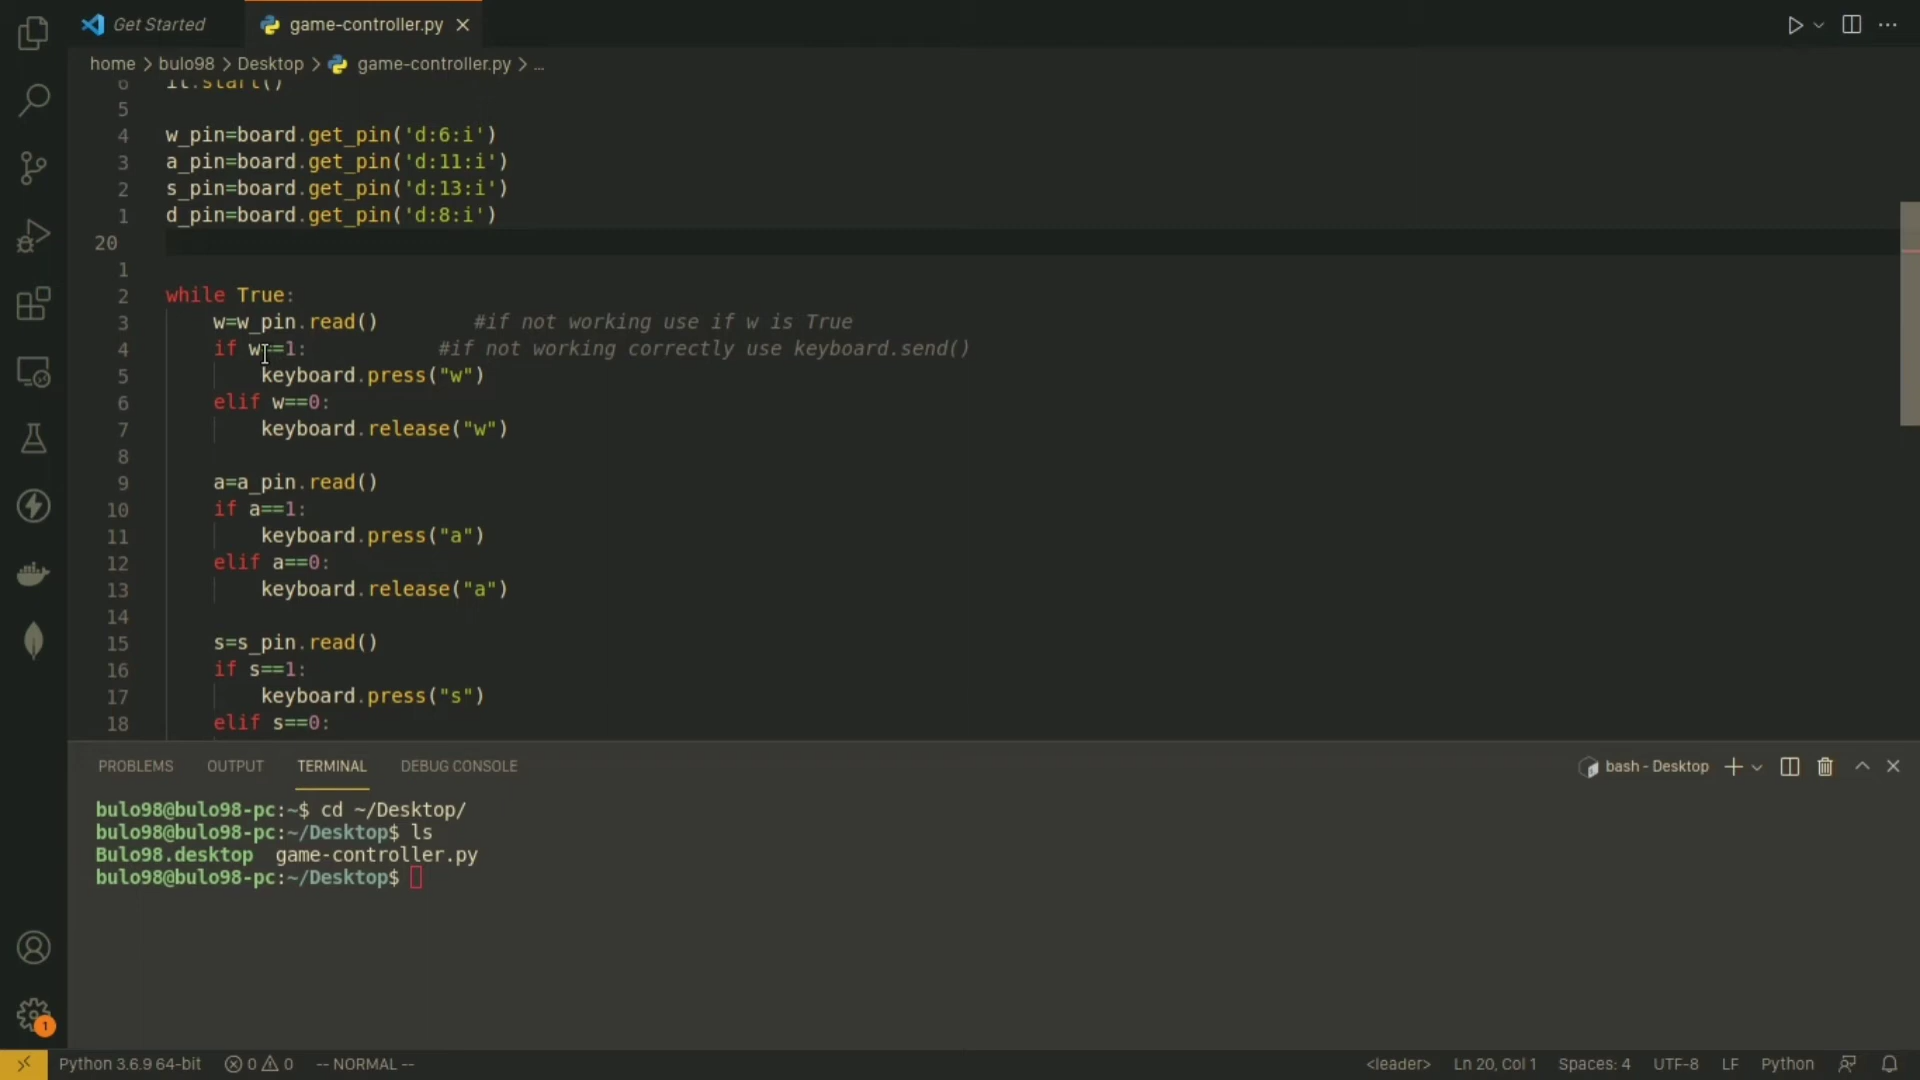 Get Started
game-controller.py
home > bulo98 > Desktop > game-controller.py > ...
6 it.start()
5
4 w_pin=board.get_pin('d:6:i')
3 a_pin=board.get_pin('d:11:i')
2 s_pin=board.get_pin('d:13:i')
1 d_pin=board.get_pin('d:8:i')
20
1
2 while True:
3 w=w_pin.read() #if not working use if w is True
4 if w==1: #if not working correctly use keyboard.send()
5 keyboard.press("w")
6 elif w==0:
7 keyboard.release("w")
8
9 a=a_pin.read()
10 if a==1:
11 keyboard.press("a")
12 elif a==0:
13 keyboard.release("a")
14
15 s=s_pin.read()
16 if s==1:
17 keyboard.press("s")
18 elif s==0:
PROBLEMS OUTPUT TERMINAL DEBUG CONSOLE bash - Desktop
bulo98@bulo98-pc:~$ cd ~/Desktop/
bulo98@bulo98-pc:~/Desktop$ ls
Bulo98.desktop game-controller.py
bulo98@bulo98-pc:~/Desktop$
1
Python 3.6.9 64-bit 0 0 -- NORMAL -- <leader> Ln 20, Col 1 Spaces: 4 UTF-8 LF Python